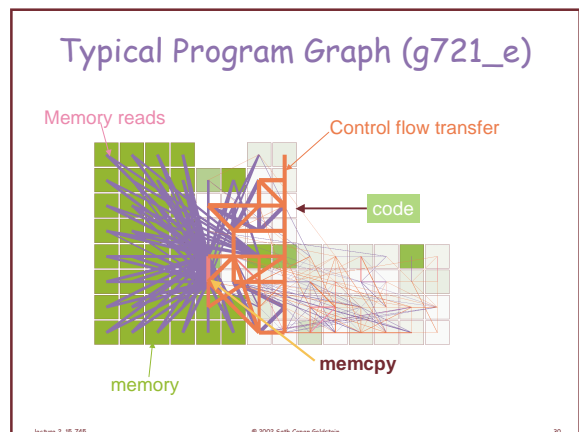 Typical Program Graph (g721_e)
Memory reads
Control flow transfer
code
memcpy
memory
lecture 3, 15-745
© 2002 Seth Copen Goldstein
30